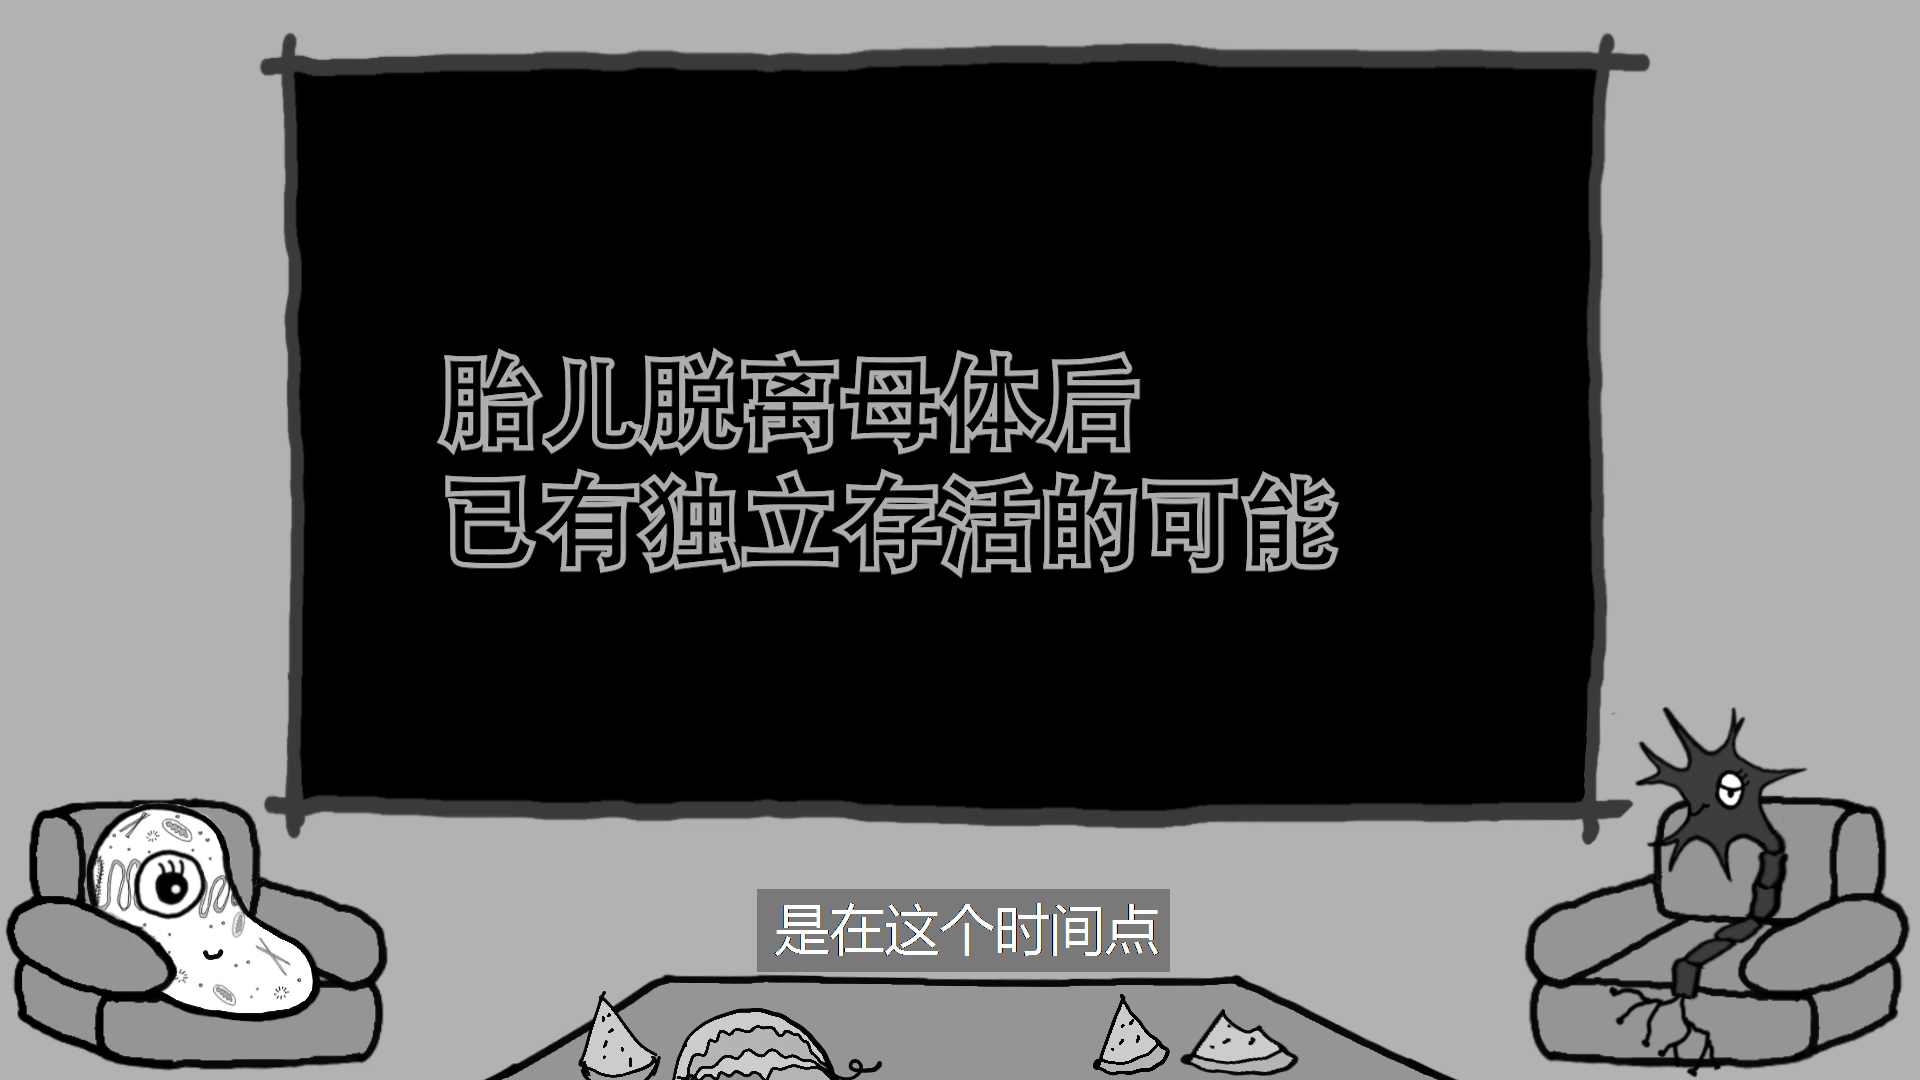 胎儿脱离母体后
已有独立存活的可能
是在这个时间点